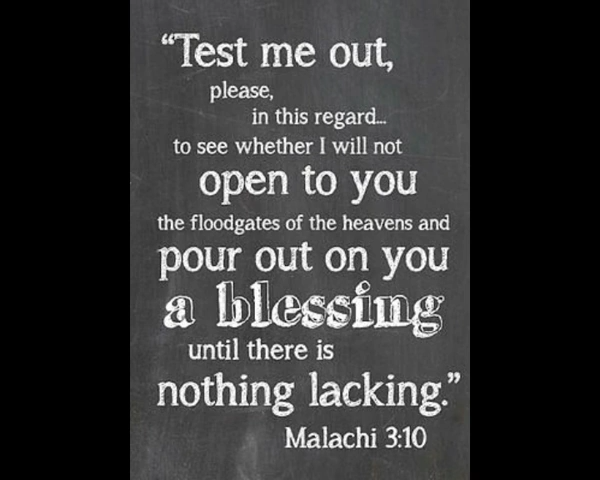 “Test me out,
please,
in this regard...
to see whether I will not
open to you
the floodgates of the heavens and
pour out on you
a blessing
until there is
nothing lacking.”
Malachi 3:10